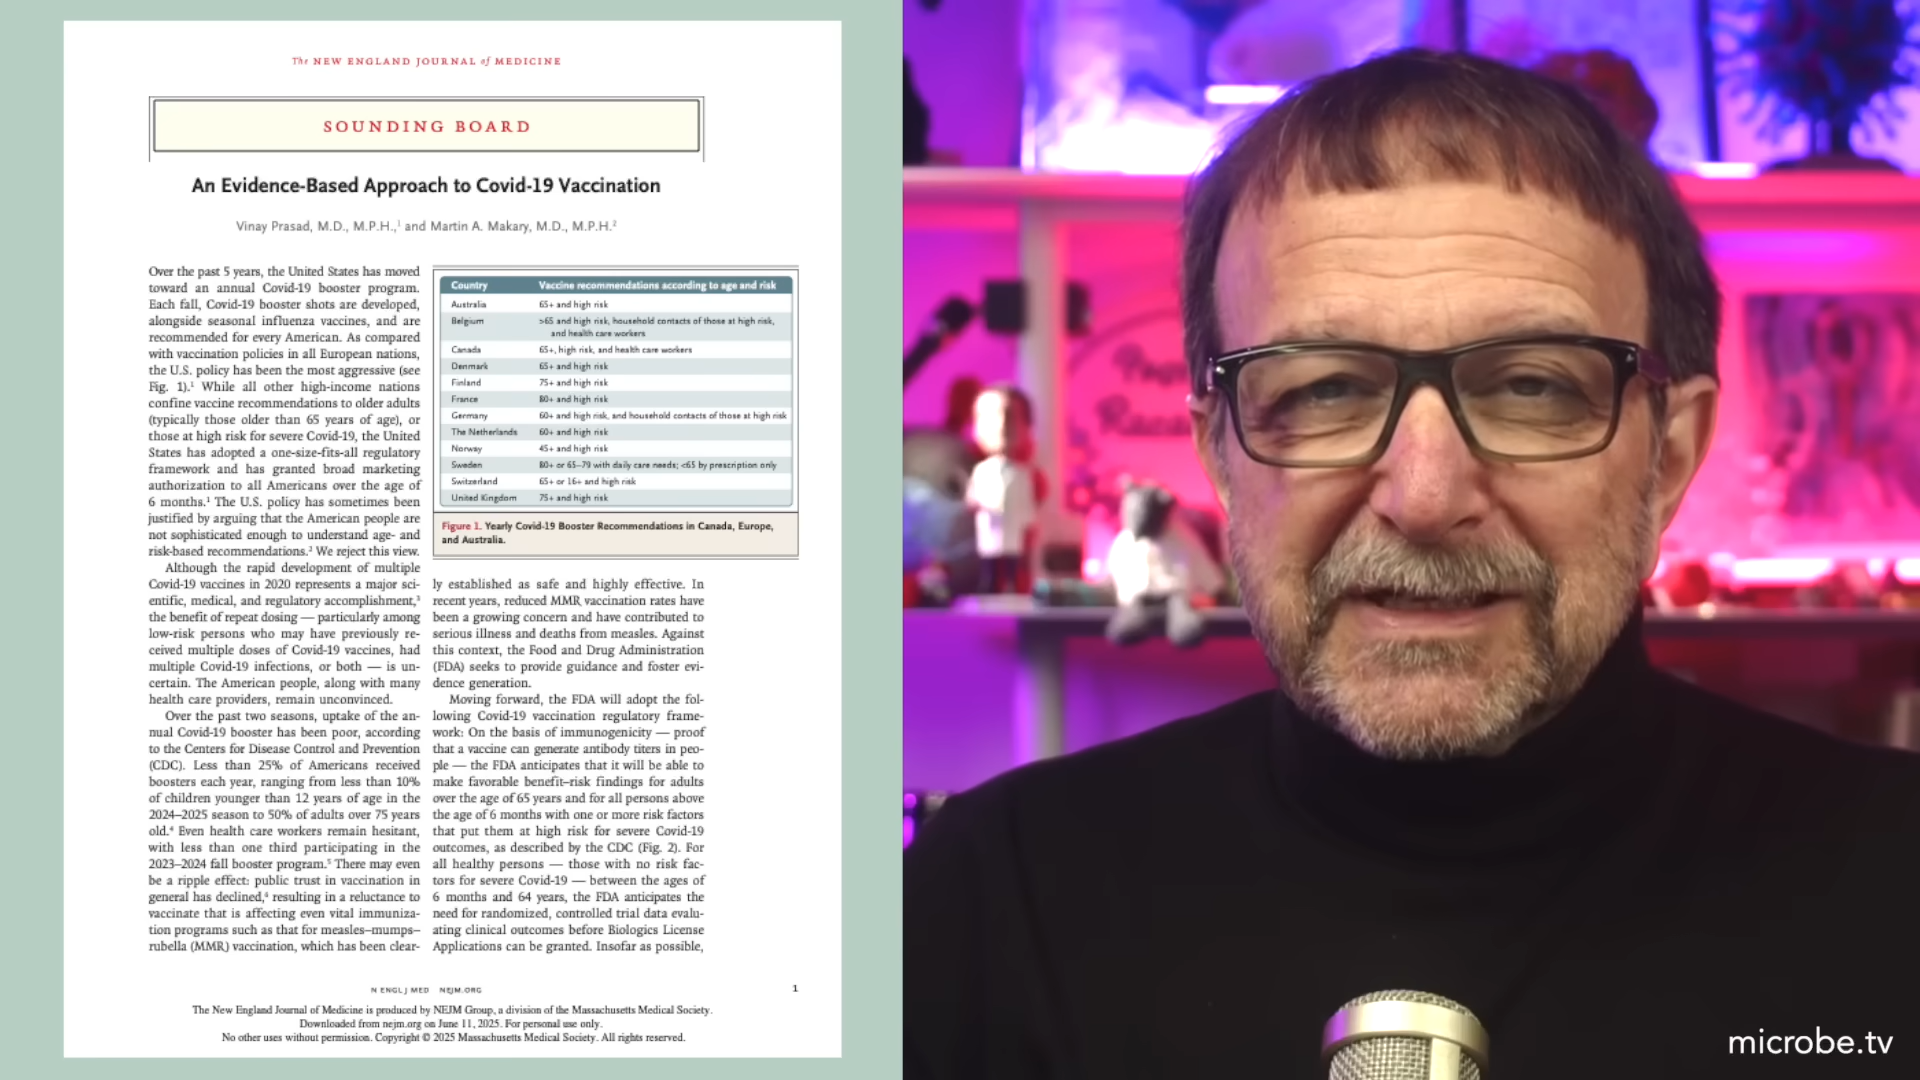 The NEW ENGLAND JOURNAL of MEDICINE
SOUNDING BOARD
An Evidence-Based Approach to Covid-19 Vaccination
Vinay Prasad, M.D., M.P.H.,1 and Martin A. Makary, M.D., M.P.H.2
Over the past 5 years, the United States has moved
toward an annual Covid-19 booster program.
Each fall, Covid-19 booster shots are developed,
alongside seasonal influenza vaccines, and are
recommended for every American. As compared
with vaccination policies in all European nations,
the U.S. policy has been the most aggressive (see
Fig. 1).1 While all other high-income nations
confine vaccine recommendations to older adults
(typically those older than 65 years of age), or
those at high risk for severe Covid-19, the United
States has adopted a one-size-fits-all regulatory
framework and has granted broad marketing
authorization to all Americans over the age of
6 months.1 The U.S. policy has sometimes been
justified by arguing that the American people are
not sophisticated enough to understand age- and
risk-based recommendations.2 We reject this view.
Although the rapid development of multiple
Covid-19 vaccines in 2020 represents a major sci-
entific, medical, and regulatory accomplishment,3
the benefit of repeat dosing — particularly among
low-risk persons who may have previously re-
ceived multiple doses of Covid-19 vaccines, had
multiple Covid-19 infections, or both — is un-
certain. The American people, along with many
health care providers, remain unconvinced.
Over the past two seasons, uptake of the an-
nual Covid-19 booster has been poor, according
to the Centers for Disease Control and Prevention
(CDC). Less than 25% of Americans received
boosters each year, ranging from less than 10%
of children younger than 12 years of age in the
2024–2025 season to 50% of adults over 75 years
old.4 Even health care workers remain hesitant,
with less than one third participating in the
2023–2024 fall booster program.5 There may even
be a ripple effect: public trust in vaccination in
general has declined,6 resulting in a reluctance to
vaccinate that is affecting even vital immuniza-
tion programs such as that for measles–mumps–
rubella (MMR) vaccination, which has been clear-
Country Vaccine recommendations according to age and risk
Australia 65+ and high risk
Belgium >65 and high risk, household contacts of those at high risk,
and health care workers
Canada 65+, high risk, and health care workers
Denmark 65+ and high risk
Finland 75+ and high risk
France 80+ and high risk
Germany 60+ and high risk, and household contacts of those at high risk
The Netherlands 60+ and high risk
Norway 45+ and high risk
Sweden 80+ or 65–79 with daily care needs; <65 by prescription only
Switzerland 65+ or 16+ and high risk
United Kingdom 75+ and high risk
Figure 1. Yearly Covid-19 Booster Recommendations in Canada, Europe,
and Australia.
ly established as safe and highly effective. In
recent years, reduced MMR vaccination rates have
been a growing concern and have contributed to
serious illness and deaths from measles. Against
this context, the Food and Drug Administration
(FDA) seeks to provide guidance and foster evi-
dence generation.
Moving forward, the FDA will adopt the fol-
lowing Covid-19 vaccination regulatory frame-
work: On the basis of immunogenicity — proof
that a vaccine can generate antibody titers in peo-
ple — the FDA anticipates that it will be able to
make favorable benefit–risk findings for adults
over the age of 65 years and for all persons above
the age of 6 months with one or more risk factors
that put them at high risk for severe Covid-19
outcomes, as described by the CDC (Fig. 2). For
all healthy persons — those with no risk fac-
tors for severe Covid-19 — between the ages of
6 months and 64 years, the FDA anticipates the
need for randomized, controlled trial data evalu-
ating clinical outcomes before Biologics License
Applications can be granted. Insofar as possible,
N ENGL J MED NEJM.ORG 1
The New England Journal of Medicine is produced by NEJM Group, a division of the Massachusetts Medical Society.
Downloaded from nejm.org on June 11, 2025. For personal use only.
No other uses without permission. Copyright © 2025 Massachusetts Medical Society. All rights reserved.
microbe.tv